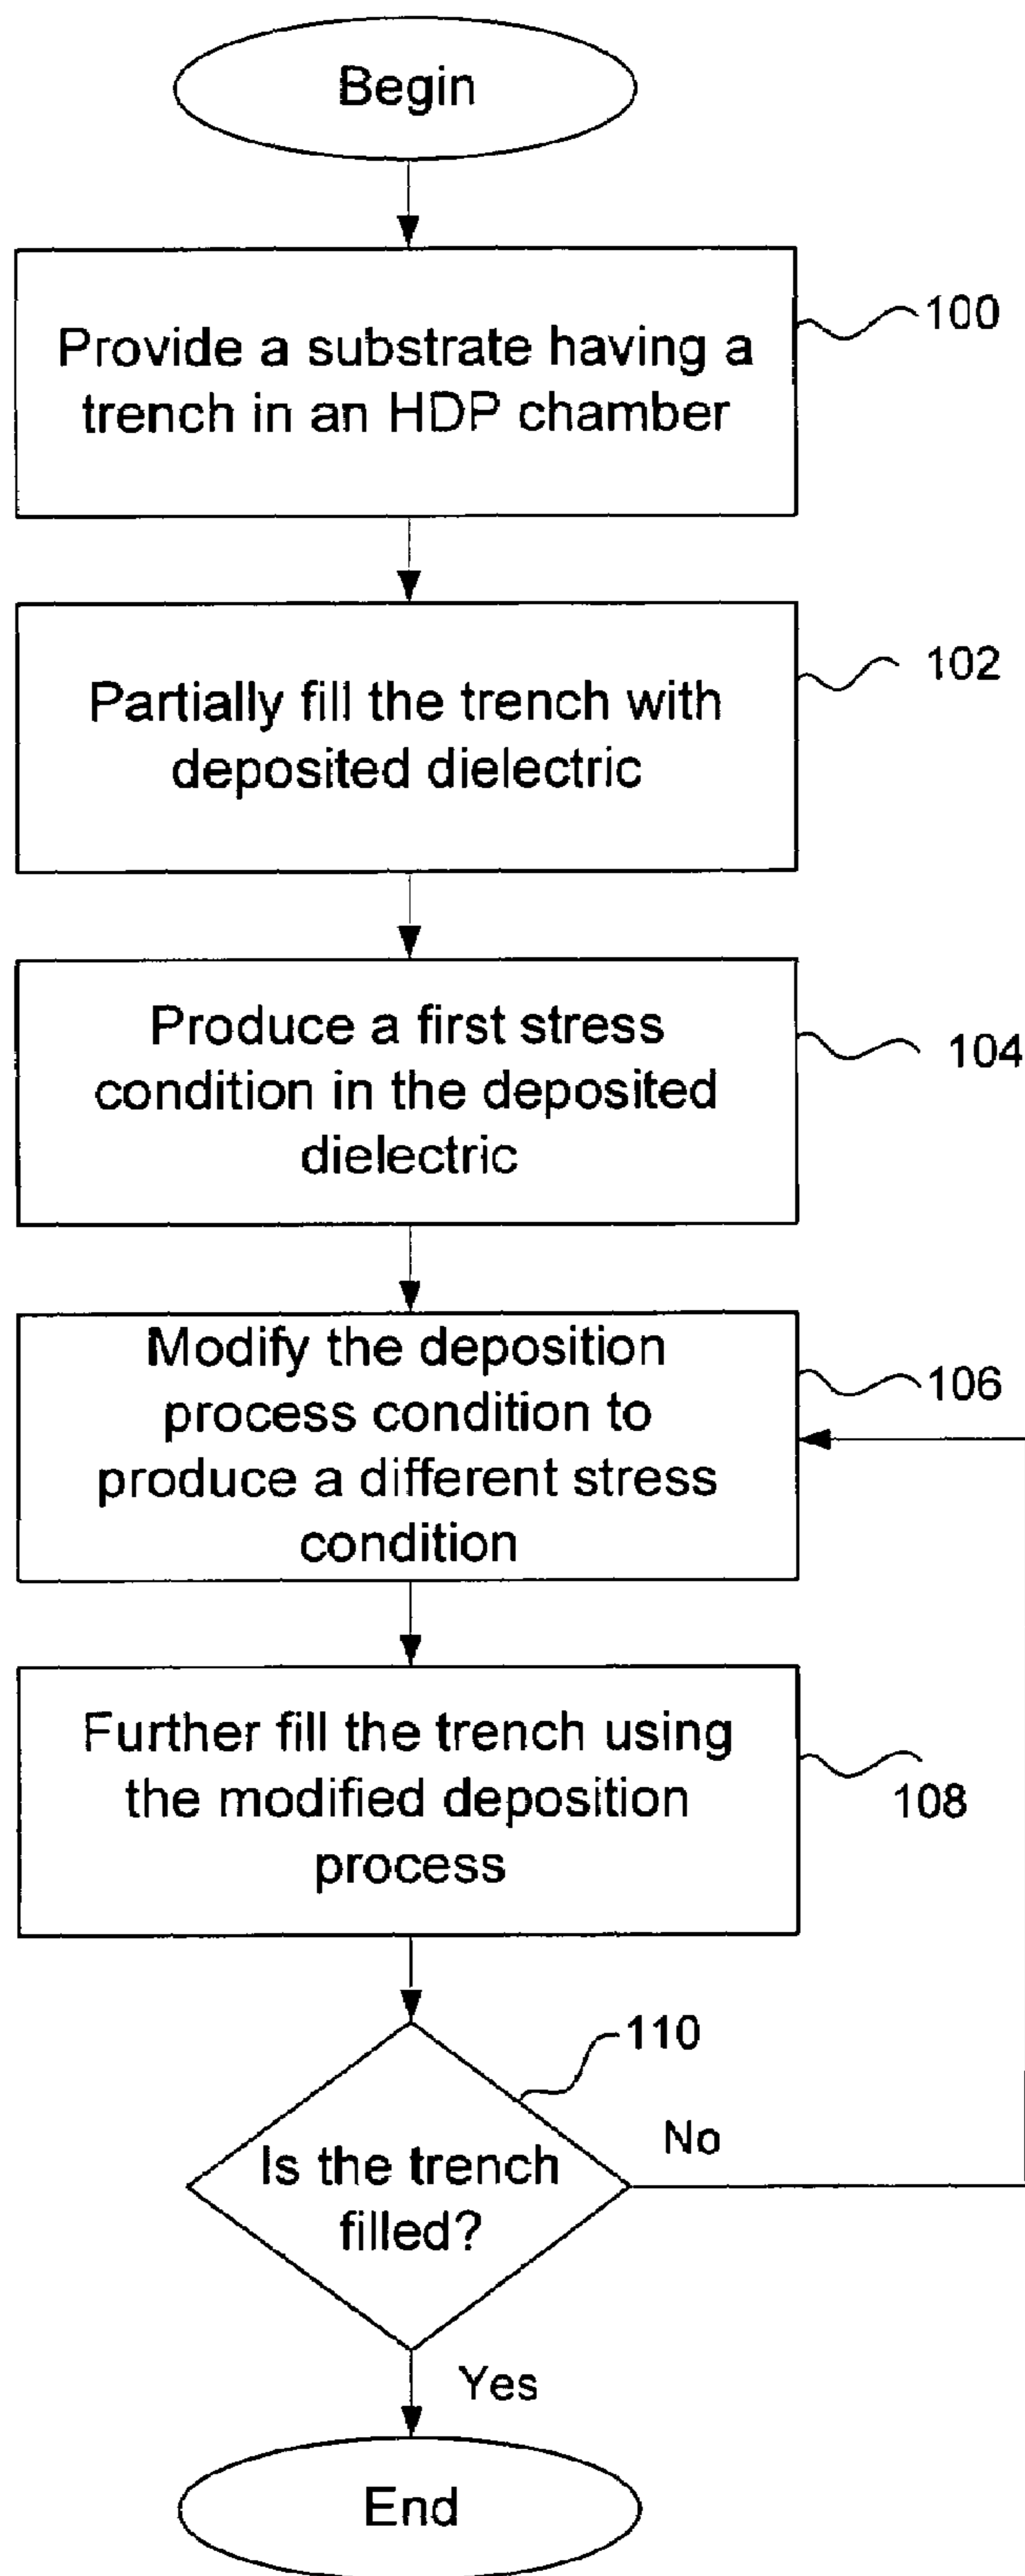 Begin
Provide a substrate having a
trench in an HDP chamber
100
Partially fill the trench with
deposited dielectric
102
Produce a first stress
condition in the deposited
dielectric
104
Modify the deposition
process condition to
produce a different stress
condition
106
Further fill the trench using
the modified deposition
process
108
110
Is the trench
filled?
No
Yes
End